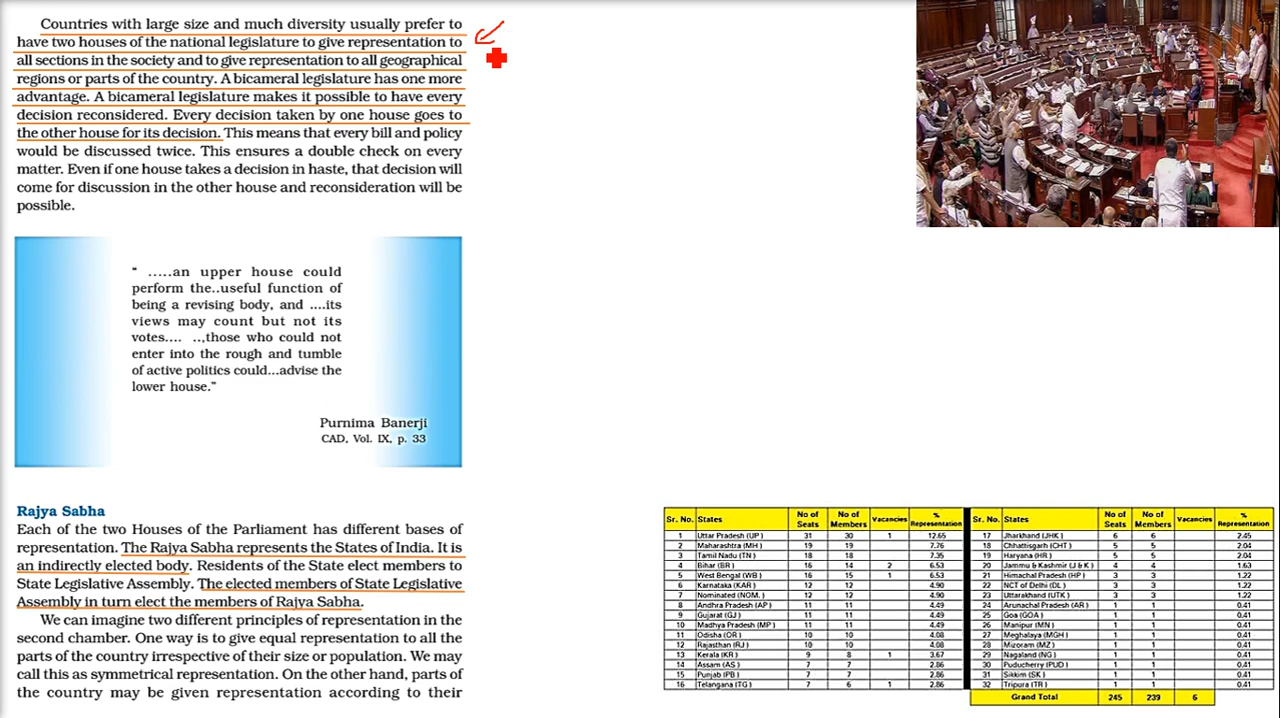 Countries with large size and much diversity usually prefer to
have two houses of the national legislature to give representation to
all sections in the society and to give representation to all geographical
regions or parts of the country. A bicameral legislature has one more
advantage. A bicameral legislature makes it possible to have every
decision reconsidered. Every decision taken by one house goes to
the other house for its decision. This means that every bill and policy
would be discussed twice. This ensures a double check on every
matter. Even if one house takes a decision in haste, that decision will
come for discussion in the other house and reconsideration will be
possible.
“ .....an upper house could
perform the..useful function of
being a revising body, and ....its
views may count but not its
votes.... ..,those who could not
enter into the rough and tumble
of active politics could...advise the
lower house.”
Purnima Banerji
CAD, Vol. IX, p. 33
Rajya Sabha
Each of the two Houses of the Parliament has different bases of
representation. The Rajya Sabha represents the States of India. It is
an indirectly elected body. Residents of the State elect members to
State Legislative Assembly. The elected members of State Legislative
Assembly in turn elect the members of Rajya Sabha.
We can imagine two different principles of representation in the
second chamber. One way is to give equal representation to all the
parts of the country irrespective of their size or population. We may
call this as symmetrical representation. On the other hand, parts of
the country may be given representation according to their
Sr. No. States No of Seats No of Members Vacancies % Representation
1 Uttar Pradesh (UP) 31 30 1 12.65
2 Maharashtra (MH) 19 19 7.76
3 Tamil Nadu (TN) 18 18 7.35
4 Bihar (BR) 16 14 2 6.53
5 West Bengal (WB) 16 15 1 6.53
6 Karnataka (KAR) 12 12 4.90
7 Nominated (NOM.) 12 12 4.90
8 Andhra Pradesh (AP) 11 11 4.49
9 Gujarat (GJ) 11 11 4.49
10 Madhya Pradesh (MP) 11 11 4.49
11 Odisha (OR) 10 10 4.08
12 Rajasthan (RJ) 10 10 4.08
13 Kerala (KR) 9 8 1 3.67
14 Assam (AS) 7 7 2.86
15 Punjab (PB) 7 7 2.86
16 Telangana (TG) 7 6 1 2.86
Sr. No. States No of Seats No of Members Vacancies % Representation
17 Jharkhand (JHK) 6 6 2.45
18 Chhattisgarh (CHT) 5 5 2.04
19 Haryana (HR) 5 5 2.04
20 Jammu & Kashmir (J & K) 4 4 1.63
21 Himachal Pradesh (HP) 3 3 1.22
22 NCT of Delhi (DL) 3 3 1.22
23 Uttarakhand (UTK) 3 3 1.22
24 Arunachal Pradesh (AR) 1 1 0.41
25 Goa (GOA) 1 1 0.41
26 Manipur (MN) 1 1 0.41
27 Meghalaya (MGH) 1 1 0.41
28 Mizoram (MZ) 1 1 0.41
29 Nagaland (NG) 1 1 0.41
30 Puducherry (PUD) 1 1 0.41
31 Sikkim (SK) 1 1 0.41
32 Tripura (TR) 1 1 0.41
Grand Total 245 239 6